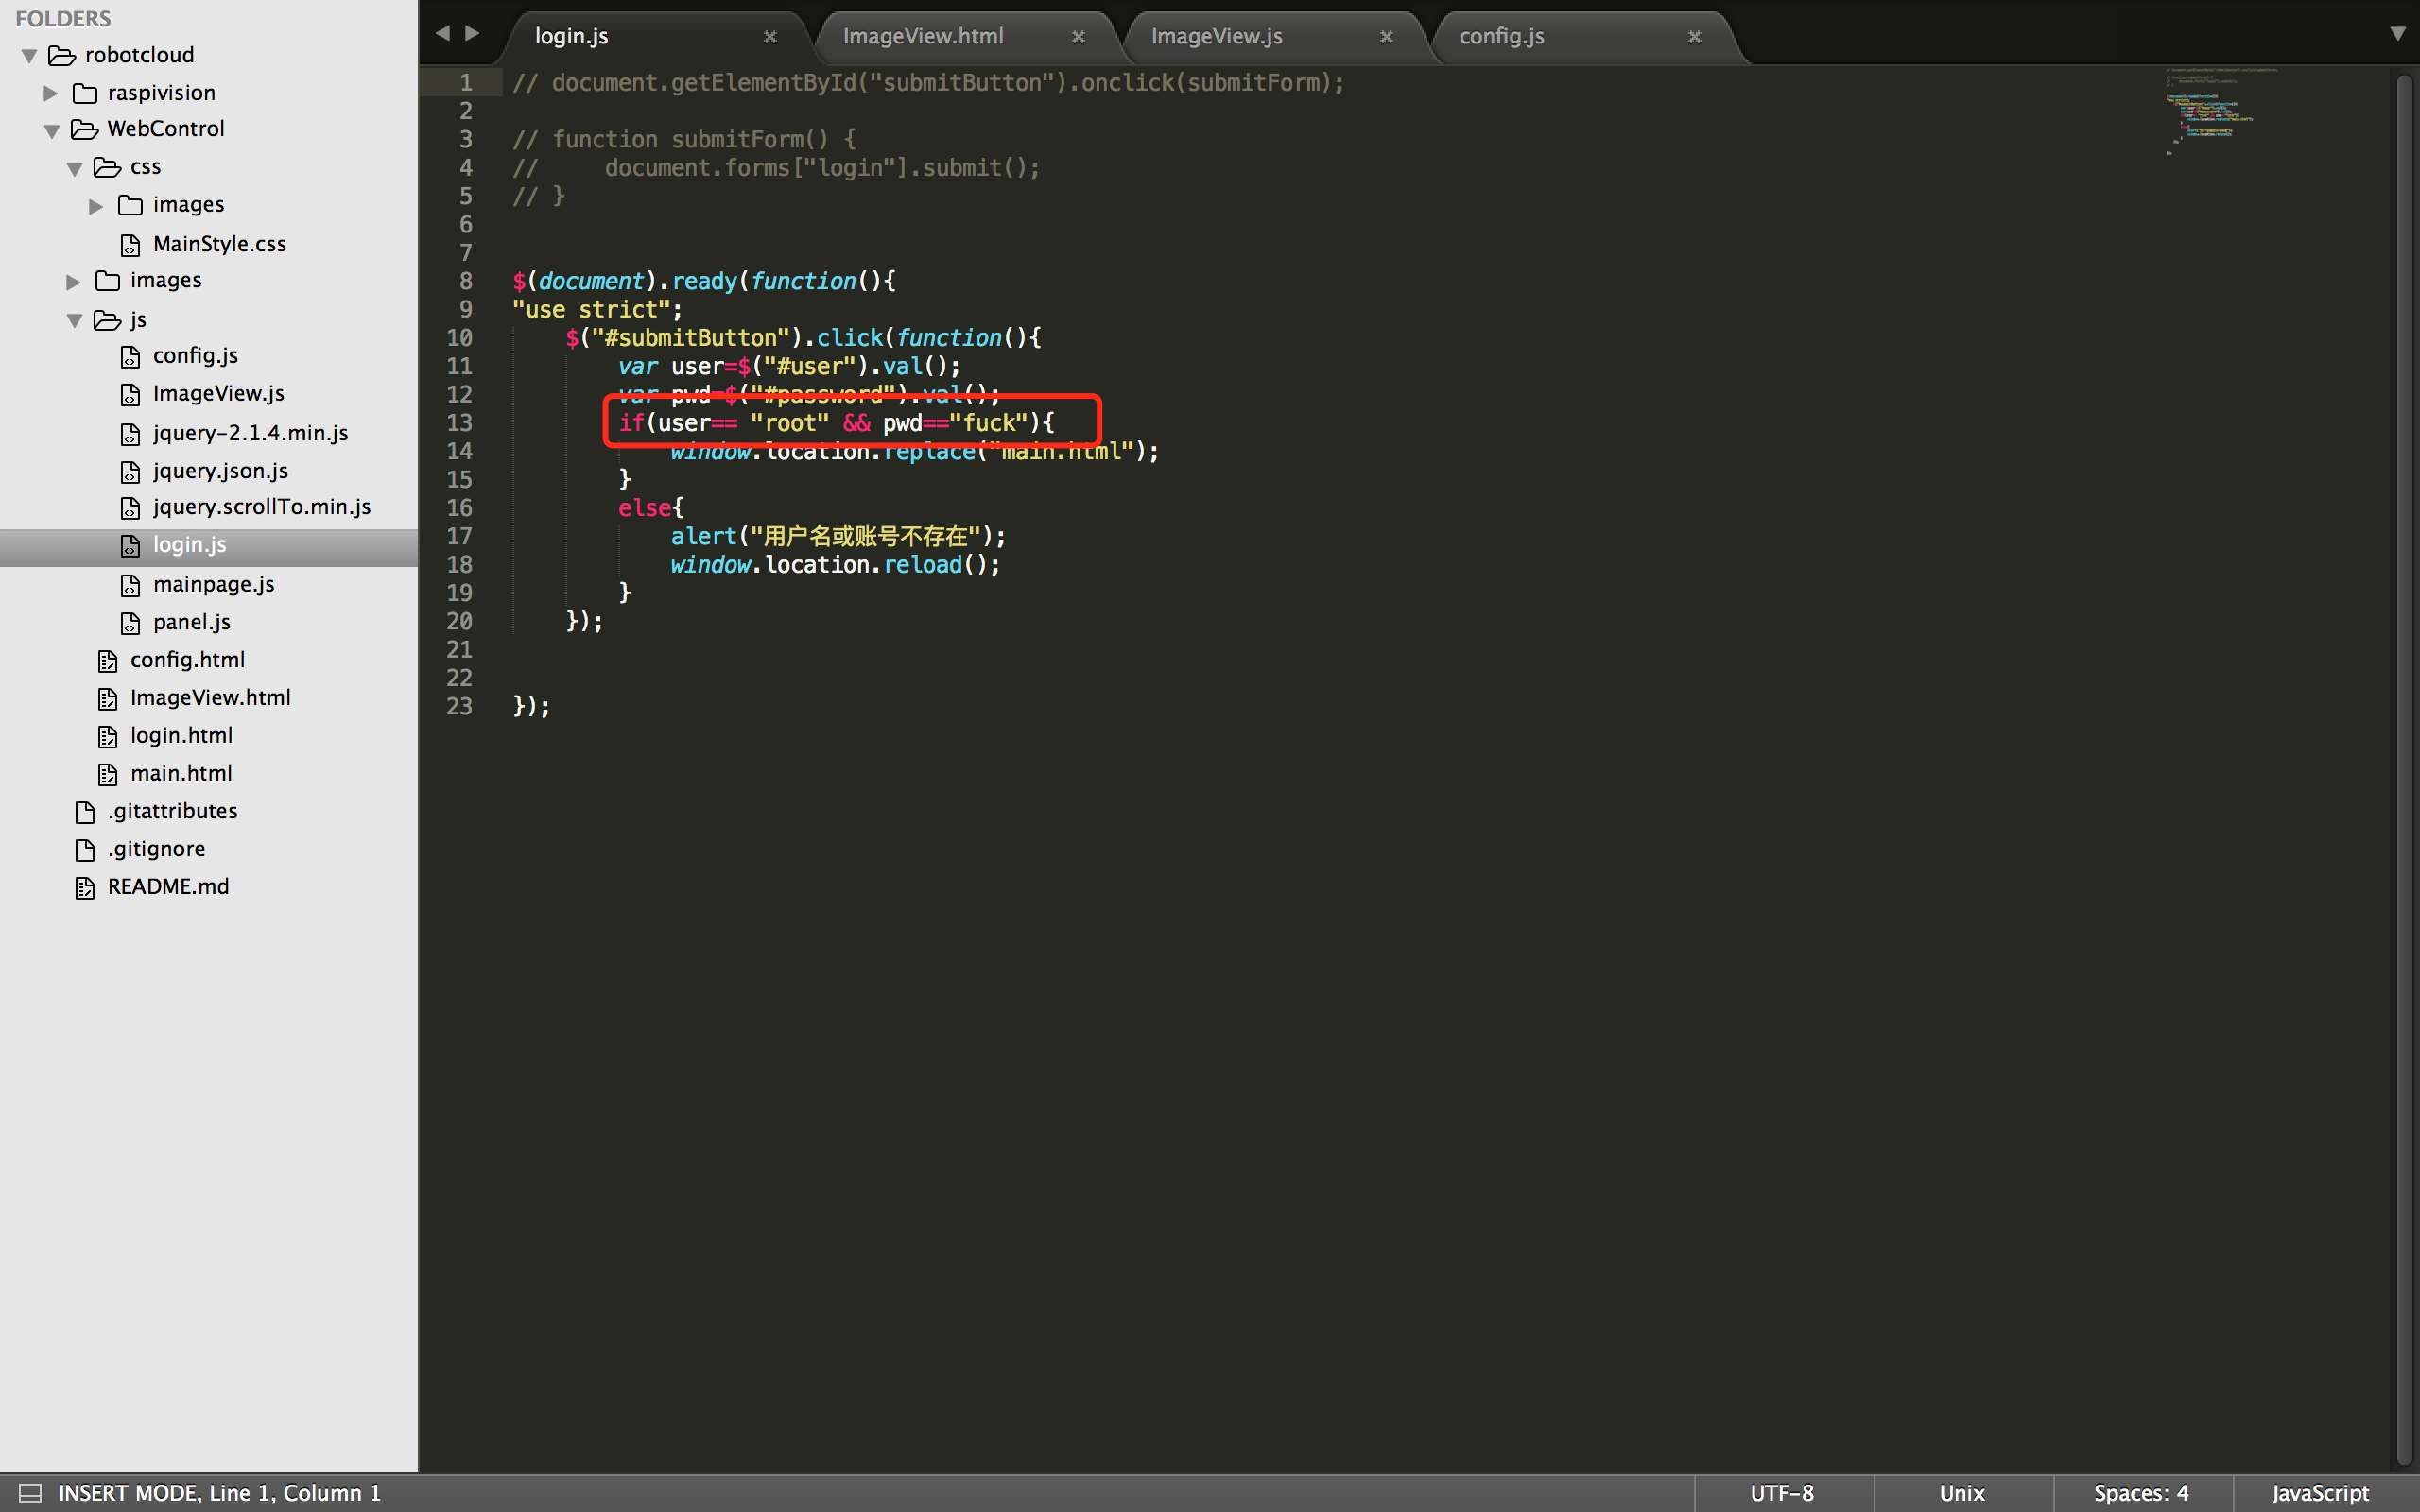 FOLDERS
robotcloud
raspivision
WebControl
css
images
MainStyle.css
images
js
config.js
ImageView.js
jquery-2.1.4.min.js
jquery.json.js
jquery.scrollTo.min.js
login.js
mainpage.js
panel.js
config.html
ImageView.html
login.html
main.html
.gitattributes
.gitignore
README.md
login.js ImageView.html ImageView.js config.js
1 // document.getElementById("submitButton").onclick(submitForm);
2
3 // function submitForm() {
4 //     document.forms["login"].submit();
5 // }
6
7
8 $(document).ready(function(){
9 "use strict";
10     $("#submitButton").click(function(){
11         var user=$("#user").val();
12         var pwd=$("#password").val();
13         if(user== "root" && pwd=="fuck"){
14             window.location.replace("main.html");
15         }
16         else{
17             alert("用户名或账号不存在");
18             window.location.reload();
19         }
20     });
21
22
23 });
INSERT MODE, Line 1, Column 1 UTF-8 Unix Spaces: 4 JavaScript